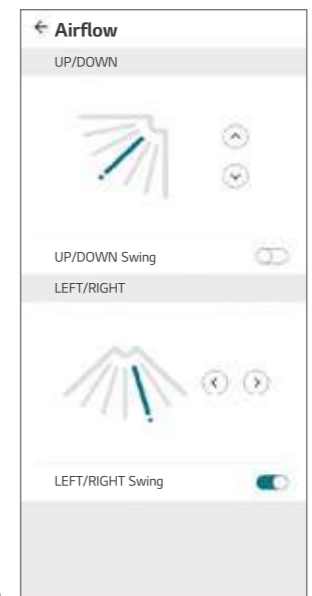 Airflow
UP/DOWN
UP/DOWN Swing
LEFT/RIGHT
LEFT/RIGHT Swing